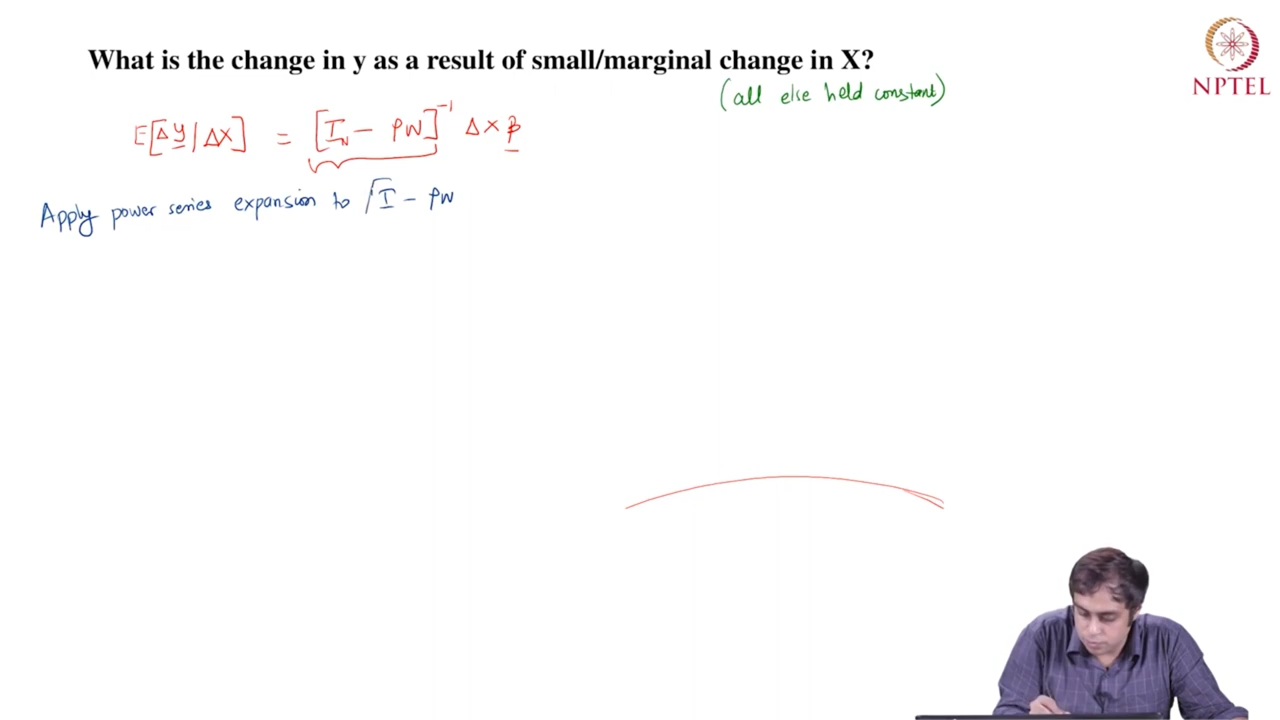 What is the change in y as a result of small/marginal change in X?
(all else held constant)
E[Δy/ΔX] = [I_N − ρW]⁻¹ ΔX β
Apply power series expansion to [I − ρW
NPTEL